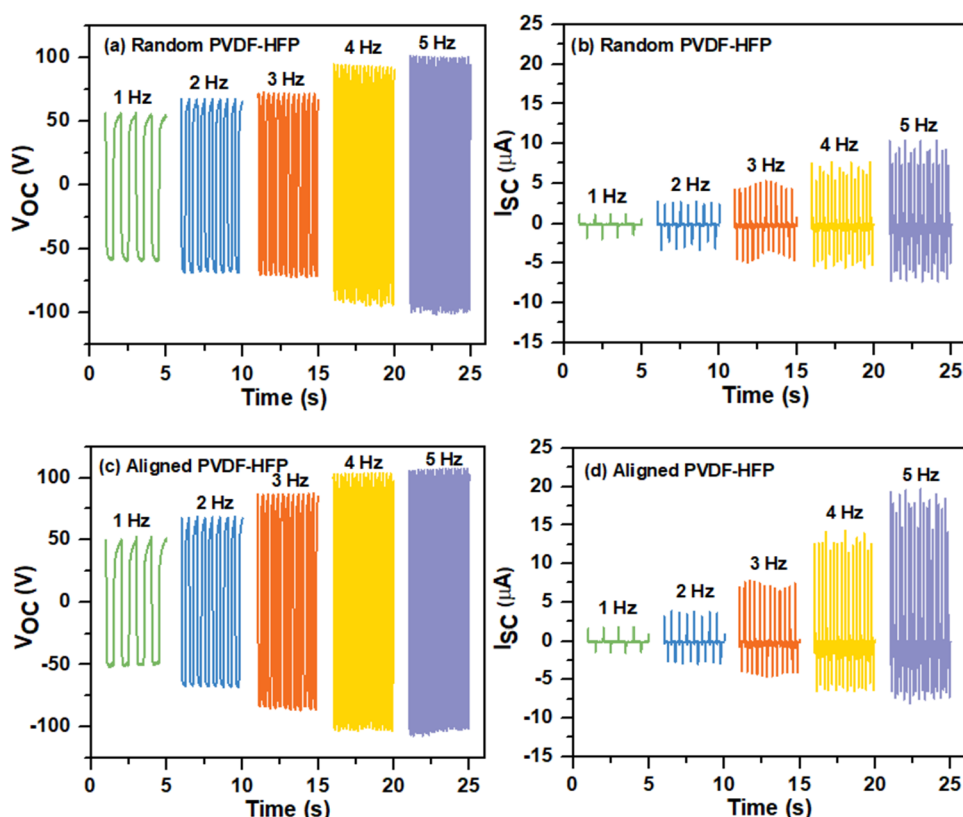 (a) Random PVDF-HFP
4 Hz
5 Hz
1 Hz
2 Hz
3 Hz
100
50
0
-50
-100
VOC (V)
0
5
10
15
20
25
Time (s)
(b) Random PVDF-HFP
1 Hz
2 Hz
3 Hz
4 Hz
5 Hz
25
20
15
10
5
0
-5
-10
-15
ISC (µA)
0
5
10
15
20
25
Time (s)
(c) Aligned PVDF-HFP
1 Hz
2 Hz
3 Hz
4 Hz
5 Hz
100
50
0
-50
-100
VOC (V)
0
5
10
15
20
25
Time (s)
(d) Aligned PVDF-HFP
1 Hz
2 Hz
3 Hz
4 Hz
5 Hz
25
20
15
10
5
0
-5
-10
-15
ISC (µA)
0
5
10
15
20
25
Time (s)